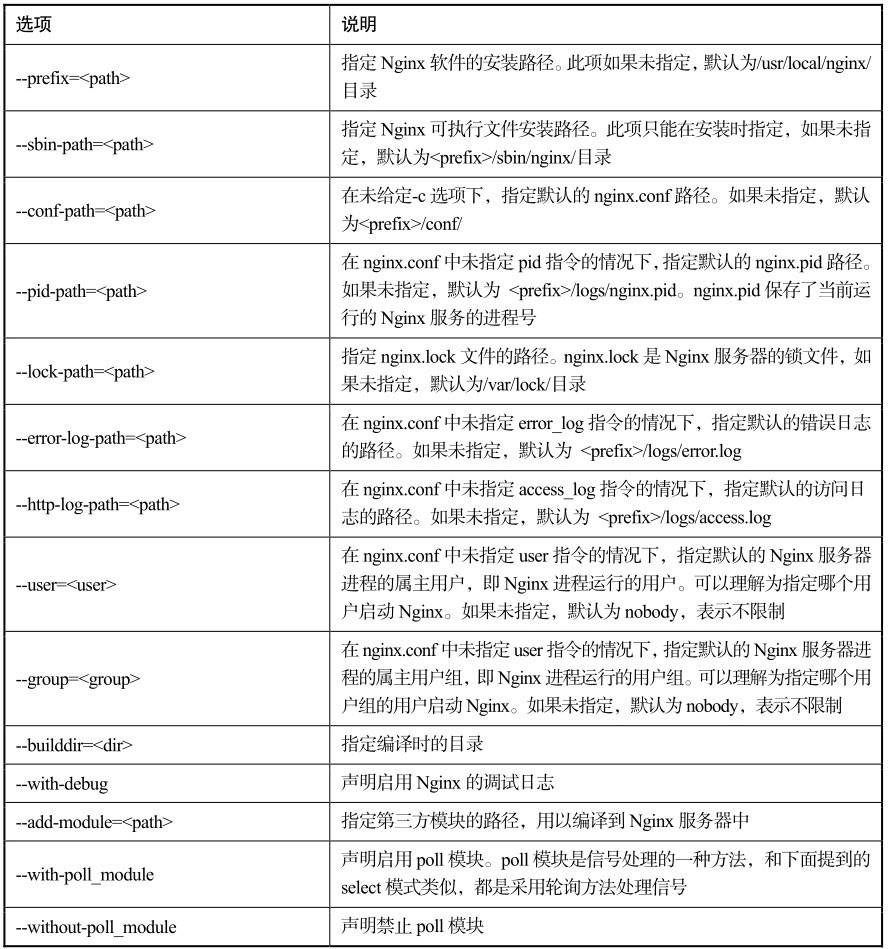 选项
说明
--prefix=<path>
指定 Nginx 软件的安装路径。此项如果未指定，默认为/usr/local/nginx/
目录
--sbin-path=<path>
指定 Nginx 可执行文件安装路径。此项只能在安装时指定，如果未指
定，默认为<prefix>/sbin/nginx/目录
--conf-path=<path>
在未给定-c 选项下，指定默认的 nginx.conf 路径。如果未指定，默认
为<prefix>/conf/
--pid-path=<path>
在 nginx.conf 中未指定 pid 指令的情况下，指定默认的 nginx.pid 路径。
如果未指定，默认为 <prefix>/logs/nginx.pid。nginx.pid 保存了当前运
行的 Nginx 服务的进程号
--lock-path=<path>
指定 nginx.lock 文件的路径。nginx.lock 是 Nginx 服务器的锁文件，如
果未指定，默认为/var/lock/目录
--error-log-path=<path>
在 nginx.conf 中未指定 error_log 指令的情况下，指定默认的错误日志
的路径。如果未指定，默认为 <prefix>/logs/error.log
--http-log-path=<path>
在 nginx.conf 中未指定 access_log 指令的情况下，指定默认的访问日
志的路径。如果未指定，默认为 <prefix>/logs/access.log
--user=<user>
在 nginx.conf 中未指定 user 指令的情况下，指定默认的 Nginx 服务器
进程的属主用户，即 Nginx 进程运行的用户。可以理解为指定哪个用
户启动 Nginx。如果未指定，默认为 nobody，表示不限制
--group=<group>
在 nginx.conf 中未指定 user 指令的情况下，指定默认的 Nginx 服务器进
程的属主用户组，即 Nginx 进程运行的用户组。可以理解为指定哪个用
户组的用户启动 Nginx。如果未指定，默认为 nobody，表示不限制
--builddir=<dir>
指定编译时的目录
--with-debug
声明启用 Nginx 的调试日志
--add-module=<path>
指定第三方模块的路径，用以编译到 Nginx 服务器中
--with-poll_module
声明启用 poll 模块。poll 模块是信号处理的一种方法，和下面提到的
select 模式类似，都是采用轮询方法处理信号
--without-poll_module
声明禁止 poll 模块